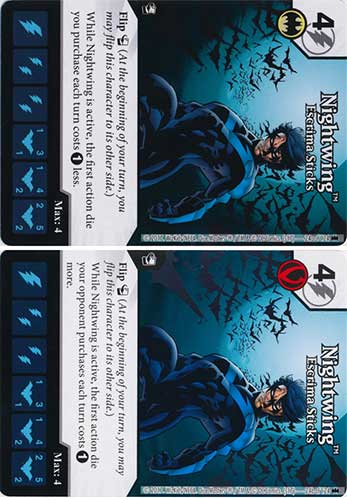 4
Nightwing™
Escrima Sticks
Flip (At the beginning of your turn, you
may flip this character to its other side.)
While Nightwing is active, the first action die
you purchase each turn costs 1 less.
Max: 4
1 3 2
1 4 2
2 5 2
4
Nightwing™
Escrima Sticks
Flip (At the beginning of your turn, you may
flip this character to its other side.)
While Nightwing is active, the first action die
your opponent purchases each turn costs 1
more.
Max: 4
1 3 2
1 4 2
2 5 2